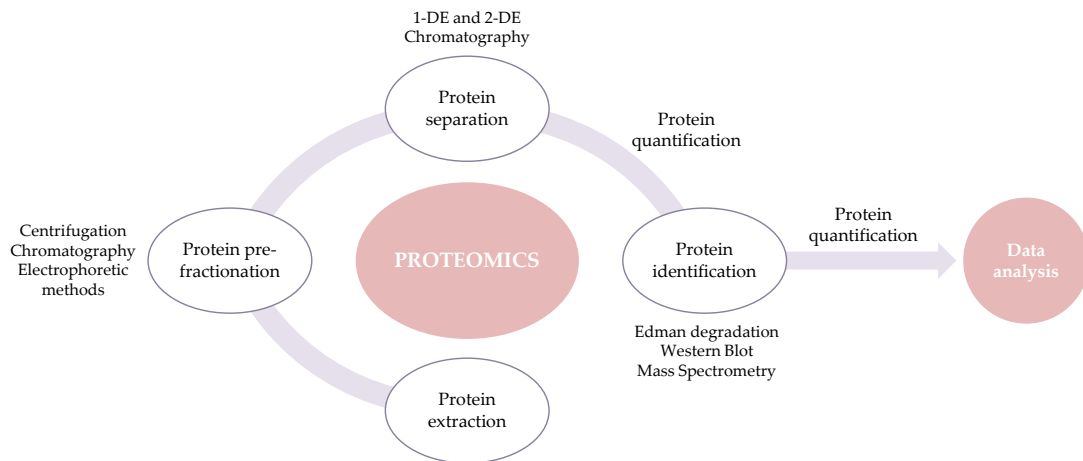 1-DE and 2-DE
Chromatography
Protein
separation
Protein
quantification
Centrifugation
Chromatography
Electrophoretic
methods
Protein pre-
fractionation
PROTEOMICS
Protein
identification
Protein
quantification
Data
analysis
Edman degradation
Western Blot
Mass Spectrometry
Protein
extraction